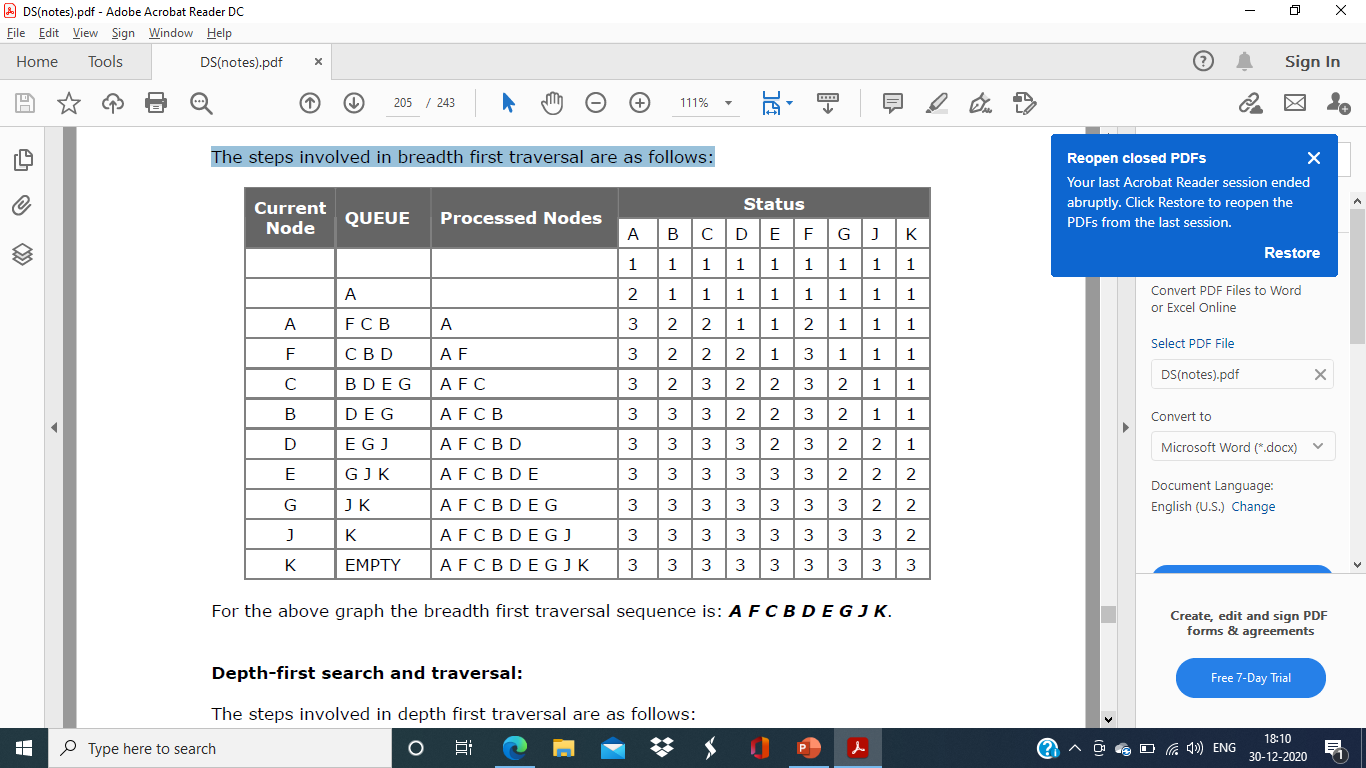 DS(notes).pdf - Adobe Acrobat Reader DC
File Edit View Sign Window Help
Home Tools DS(notes).pdf × Sign In
205 / 243 111%
The steps involved in breadth first traversal are as follows:
Current Node QUEUE Processed Nodes Status
A B C D E F G J K
1 1 1 1 1 1 1 1 1
A 2 1 1 1 1 1 1 1 1
A F C B A 3 2 2 1 1 2 1 1 1
F C B D A F 3 2 2 2 1 3 1 1 1
C B D E G A F C 3 2 3 2 2 3 2 1 1
B D E G A F C B 3 3 3 2 2 3 2 1 1
D E G J A F C B D 3 3 3 3 2 3 2 2 1
E G J K A F C B D E 3 3 3 3 3 3 2 2 2
G J K A F C B D E G 3 3 3 3 3 3 3 2 2
J K A F C B D E G J 3 3 3 3 3 3 3 3 2
K EMPTY A F C B D E G J K 3 3 3 3 3 3 3 3 3
For the above graph the breadth first traversal sequence is: A F C B D E G J K.
Depth-first search and traversal:
The steps involved in depth first traversal are as follows:
Reopen closed PDFs
Your last Acrobat Reader session ended
abruptly. Click Restore to reopen the
PDFs from the last session.
Restore
Convert PDF Files to Word
or Excel Online
Select PDF File
DS(notes).pdf
Convert to
Microsoft Word (*.docx)
Document Language:
English (U.S.) Change
Create, edit and sign PDF
forms & agreements
Free 7-Day Trial
Type here to search
ENG
18:10
30-12-2020
1